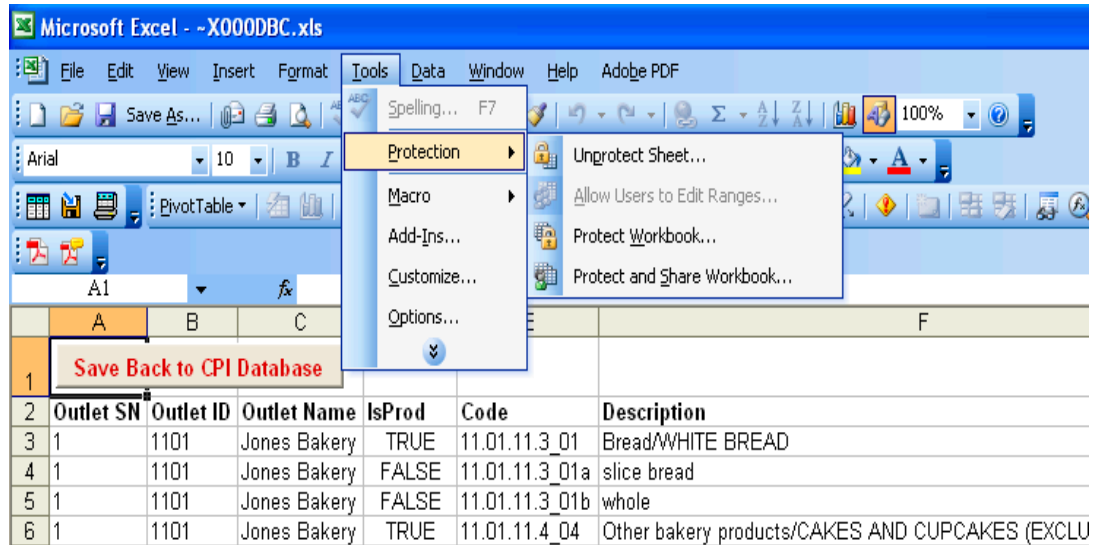 Microsoft Excel - ~X000DBC.xls
File Edit View Insert Format Tools Data Window Help Adobe PDF
Save As... 100%
Arial 10 B I A
PivotTable
Spelling... F7
Protection
Macro
Add-Ins...
Customize...
Options...
Unprotect Sheet...
Allow Users to Edit Ranges...
Protect Workbook...
Protect and Share Workbook...
A1 fx
A B C E F
1 Save Back to CPI Database
2 Outlet SN Outlet ID Outlet Name IsProd Code Description
3 1 1101 Jones Bakery TRUE 11.01.11.3_01 Bread/WHITE BREAD
4 1 1101 Jones Bakery FALSE 11.01.11.3_01a slice bread
5 1 1101 Jones Bakery FALSE 11.01.11.3_01b whole
6 1 1101 Jones Bakery TRUE 11.01.11.4_04 Other bakery products/CAKES AND CUPCAKES (EXCLU